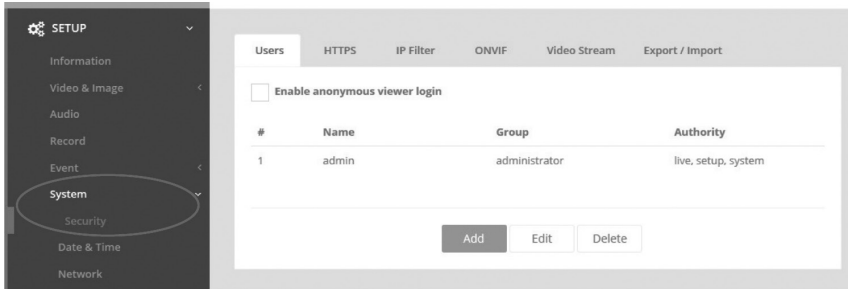 SETUP
Information
Video & Image
Audio
Record
Event
System
Security
Date & Time
Network
Users HTTPS IP Filter ONVIF Video Stream Export / Import
Enable anonymous viewer login
# Name Group Authority
1 admin administrator live, setup, system
Add Edit Delete